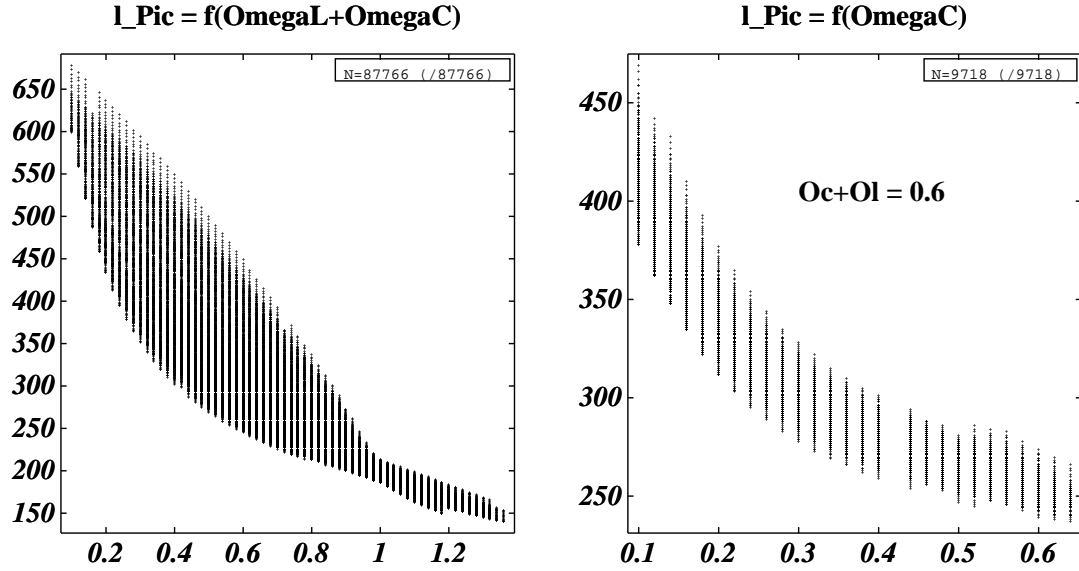 l_Pic = f(OmegaL+OmegaC)
N=87766 (/87766)
650
600
550
500
450
400
350
300
250
200
150
0.2 0.4 0.6 0.8 1 1.2
l_Pic = f(OmegaC)
N=9718 (/9718)
Oc+Ol = 0.6
450
400
350
300
250
0.1 0.2 0.3 0.4 0.5 0.6